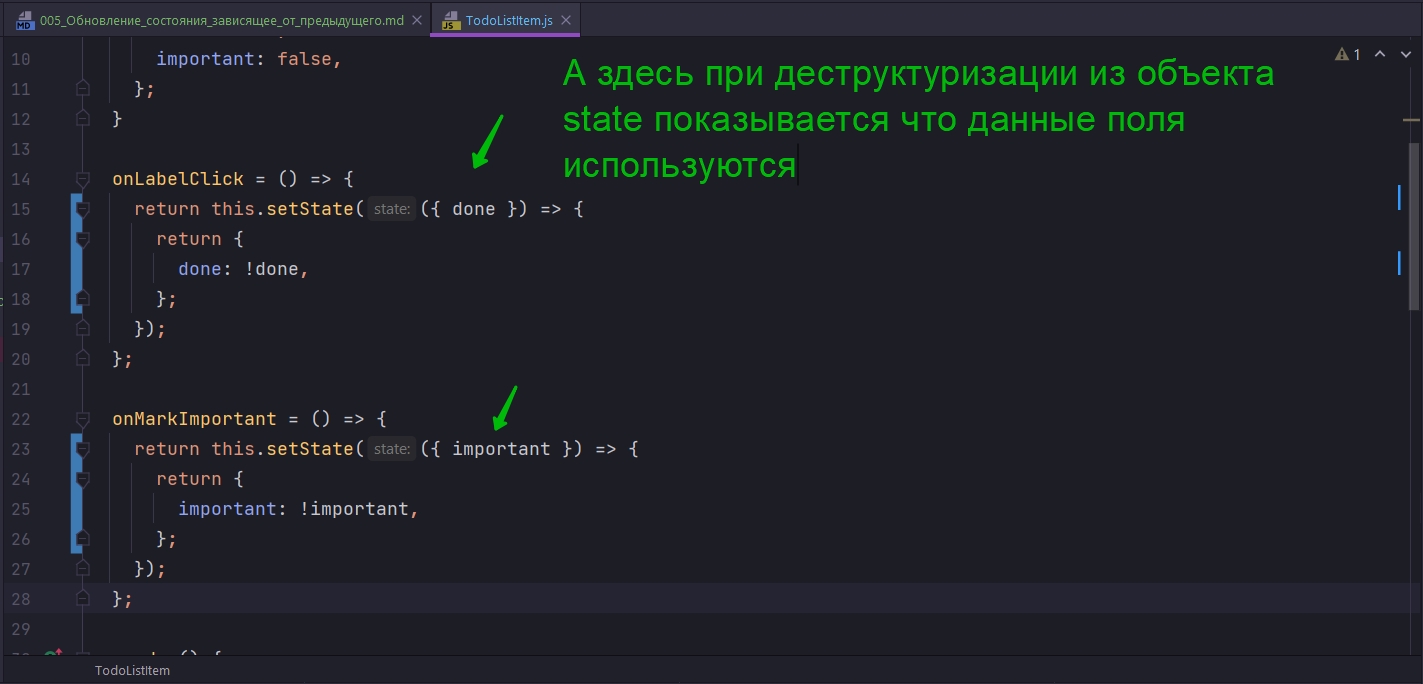 005_Обновление_состояния_зависящее_от_предыдущего.md
TodoListItem.js
1
10 important: false,
11 };
12 }
13
14 onLabelClick = () => {
15 return this.setState( state: ({ done }) => {
16 return {
17 done: !done,
18 };
19 });
20 };
21
22 onMarkImportant = () => {
23 return this.setState( state: ({ important }) => {
24 return {
25 important: !important,
26 };
27 });
28 };
29
А здесь при деструктуризации из объекта
state показывается что данные поля
используются
TodoListItem